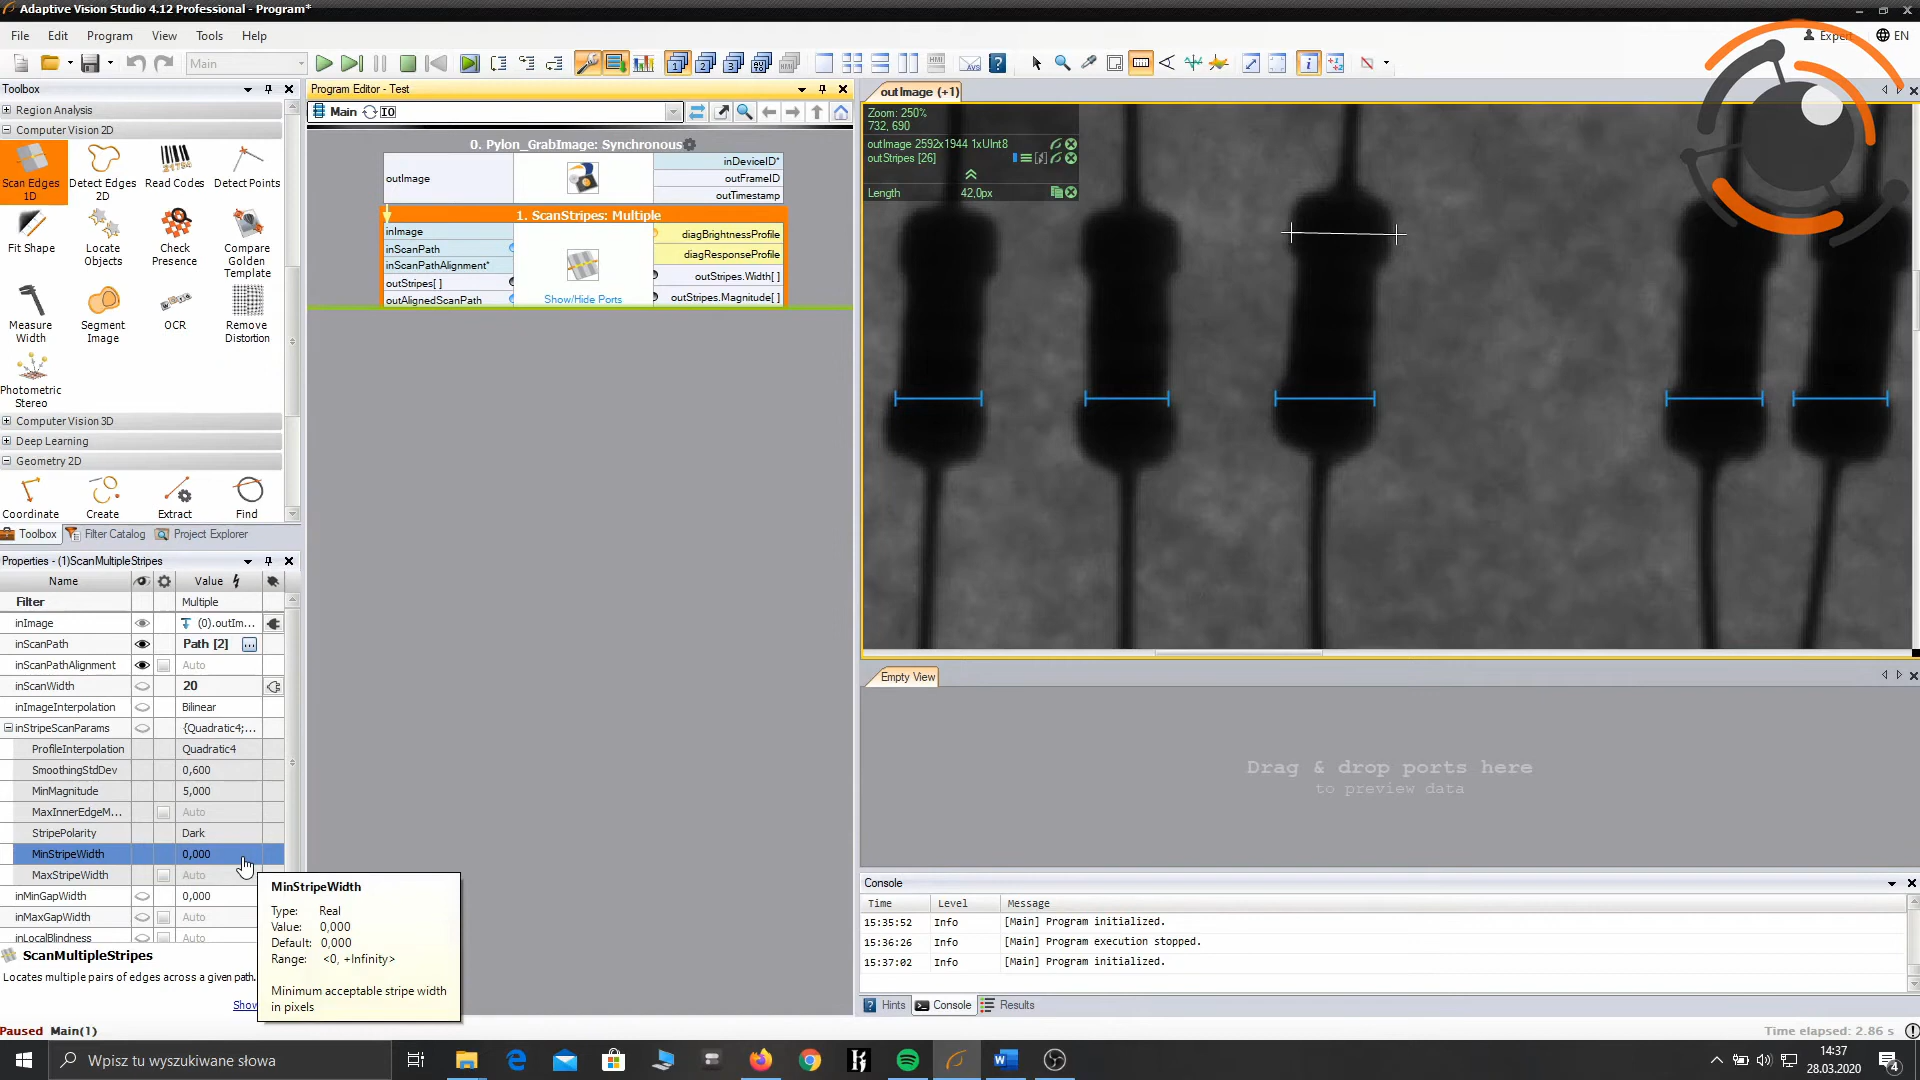 Adaptive Vision Studio 4.12 Professional - Program*
File Edit Program View Tools Help
Expert EN
Main
Toolbox
Region Analysis
Computer Vision 2D
Scan Edges 1D
Detect Edges 2D
Read Codes
Detect Points
Fit Shape
Locate Objects
Check Presence
Compare Golden Template
Measure Width
Segment Image
OCR
Remove Distortion
Photometric Stereo
Computer Vision 3D
Deep Learning
Geometry 2D
Coordinate
Create
Extract
Find
Toolbox Filter Catalog Project Explorer
Properties - (1)ScanMultipleStripes
Name Value
Filter Multiple
inImage (0).outIm...
inScanPath Path [2] ...
inScanPathAlignment Auto
inScanWidth 20
inImageInterpolation Bilinear
inStripeScanParams {Quadratic4;...
ProfileInterpolation Quadratic4
SmoothingStdDev 0,600
MinMagnitude 5,000
MaxInnerEdgeM... Auto
StripePolarity Dark
MinStripeWidth 0,000
MaxStripeWidth Auto
inMinGapWidth 0,000
inMaxGapWidth Auto
inLocalBlindness Auto
ScanMultipleStripes
Locates multiple pairs of edges across a given path.
Show
MinStripeWidth
Type: Real
Value: 0,000
Default: 0,000
Range: <0, +Infinity>
Minimum acceptable stripe width
in pixels
Program Editor - Test
Main IO
0. Pylon_GrabImage: Synchronous
outImage
inDeviceID*
outFrameID
outTimestamp
1. ScanStripes: Multiple
inImage
inScanPath
inScanPathAlignment*
outStripes[ ]
outAlignedScanPath
Show/Hide Ports
diagBrightnessProfile
diagResponseProfile
outStripes.Width[ ]
outStripes.Magnitude[ ]
outImage (+1)
Zoom: 250%
732, 690
outImage 2592x1944 1xUInt8
outStripes [26]
Length 42,0px
Empty View
Drag & drop ports here
to preview data
Console
Time Level Message
15:35:52 Info [Main] Program initialized.
15:36:26 Info [Main] Program execution stopped.
15:37:02 Info [Main] Program initialized.
Hints Console Results
Paused Main(1)
Time elapsed: 2.86 s
Wpisz tu wyszukiwane słowa
14:37
28.03.2020
4